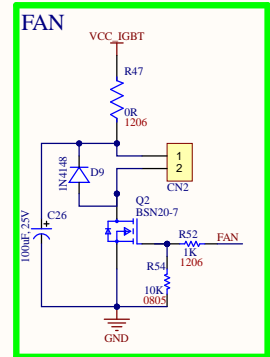 FAN
VCC_IGBT
R47
0R
1206
1N4148
D9
1
2
CN2
Q2
BSN20-7
C26
100uF, 25V
R52
FAN
1K
1206
R54
10K
0805
GND